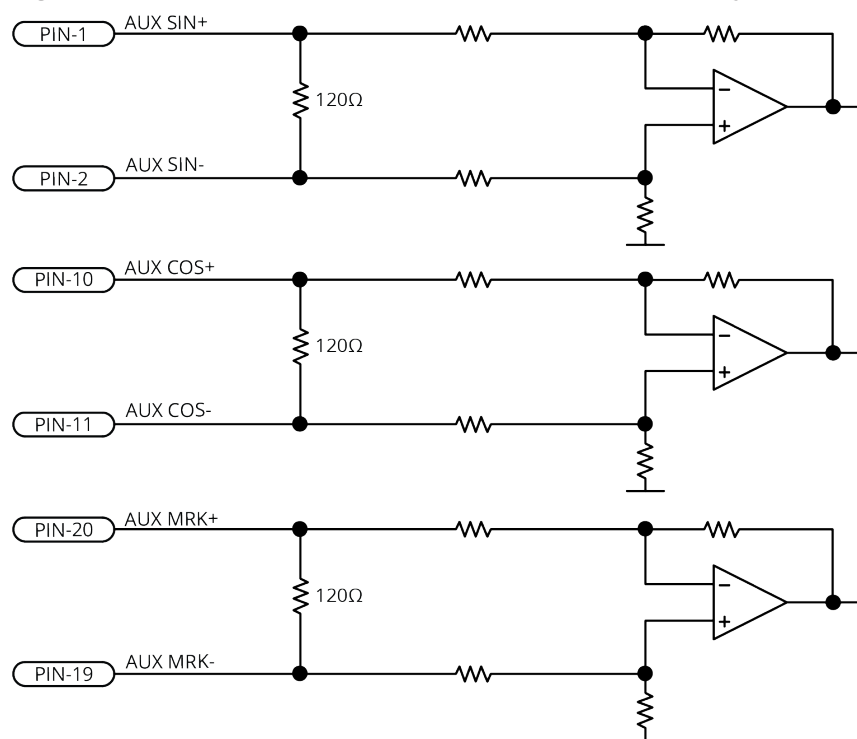 AUX SIN+
PIN-1
120Ω
AUX SIN-
PIN-2
AUX COS+
PIN-10
120Ω
AUX COS-
PIN-11
AUX MRK+
PIN-20
120Ω
AUX MRK-
PIN-19